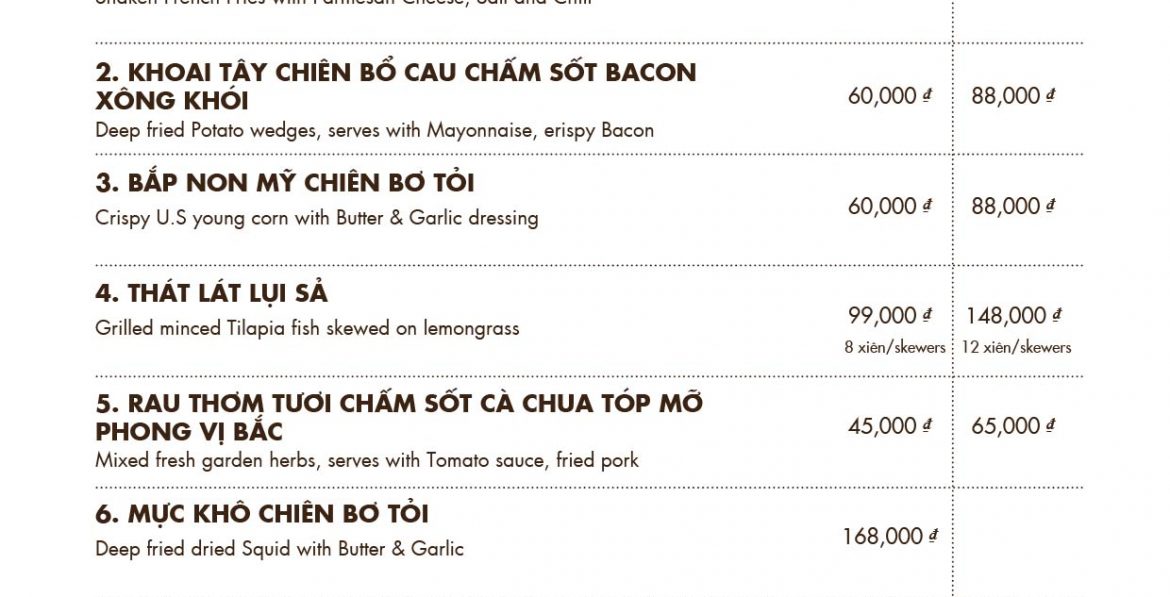 Shaken French Fries with Parmesan Cheese, Salt and Chili
2. KHOAI TÂY CHIÊN BỔ CAU CHẤM SỐT BACON
XÔNG KHÓI
60,000 ₫ 88,000 ₫
Deep fried Potato wedges, serves with Mayonnaise, erispy Bacon
3. BẮP NON MỸ CHIÊN BƠ TỎI
60,000 ₫ 88,000 ₫
Crispy U.S young corn with Butter & Garlic dressing
4. THÁT LÁT LỤI SẢ
99,000 ₫ 148,000 ₫
Grilled minced Tilapia fish skewed on lemongrass
8 xiên/skewers 12 xiên/skewers
5. RAU THƠM TƯƠI CHẤM SỐT CÀ CHUA TÓP MỠ
PHONG VỊ BẮC
45,000 ₫ 65,000 ₫
Mixed fresh garden herbs, serves with Tomato sauce, fried pork
6. MỰC KHÔ CHIÊN BƠ TỎI
168,000 ₫
Deep fried dried Squid with Butter & Garlic